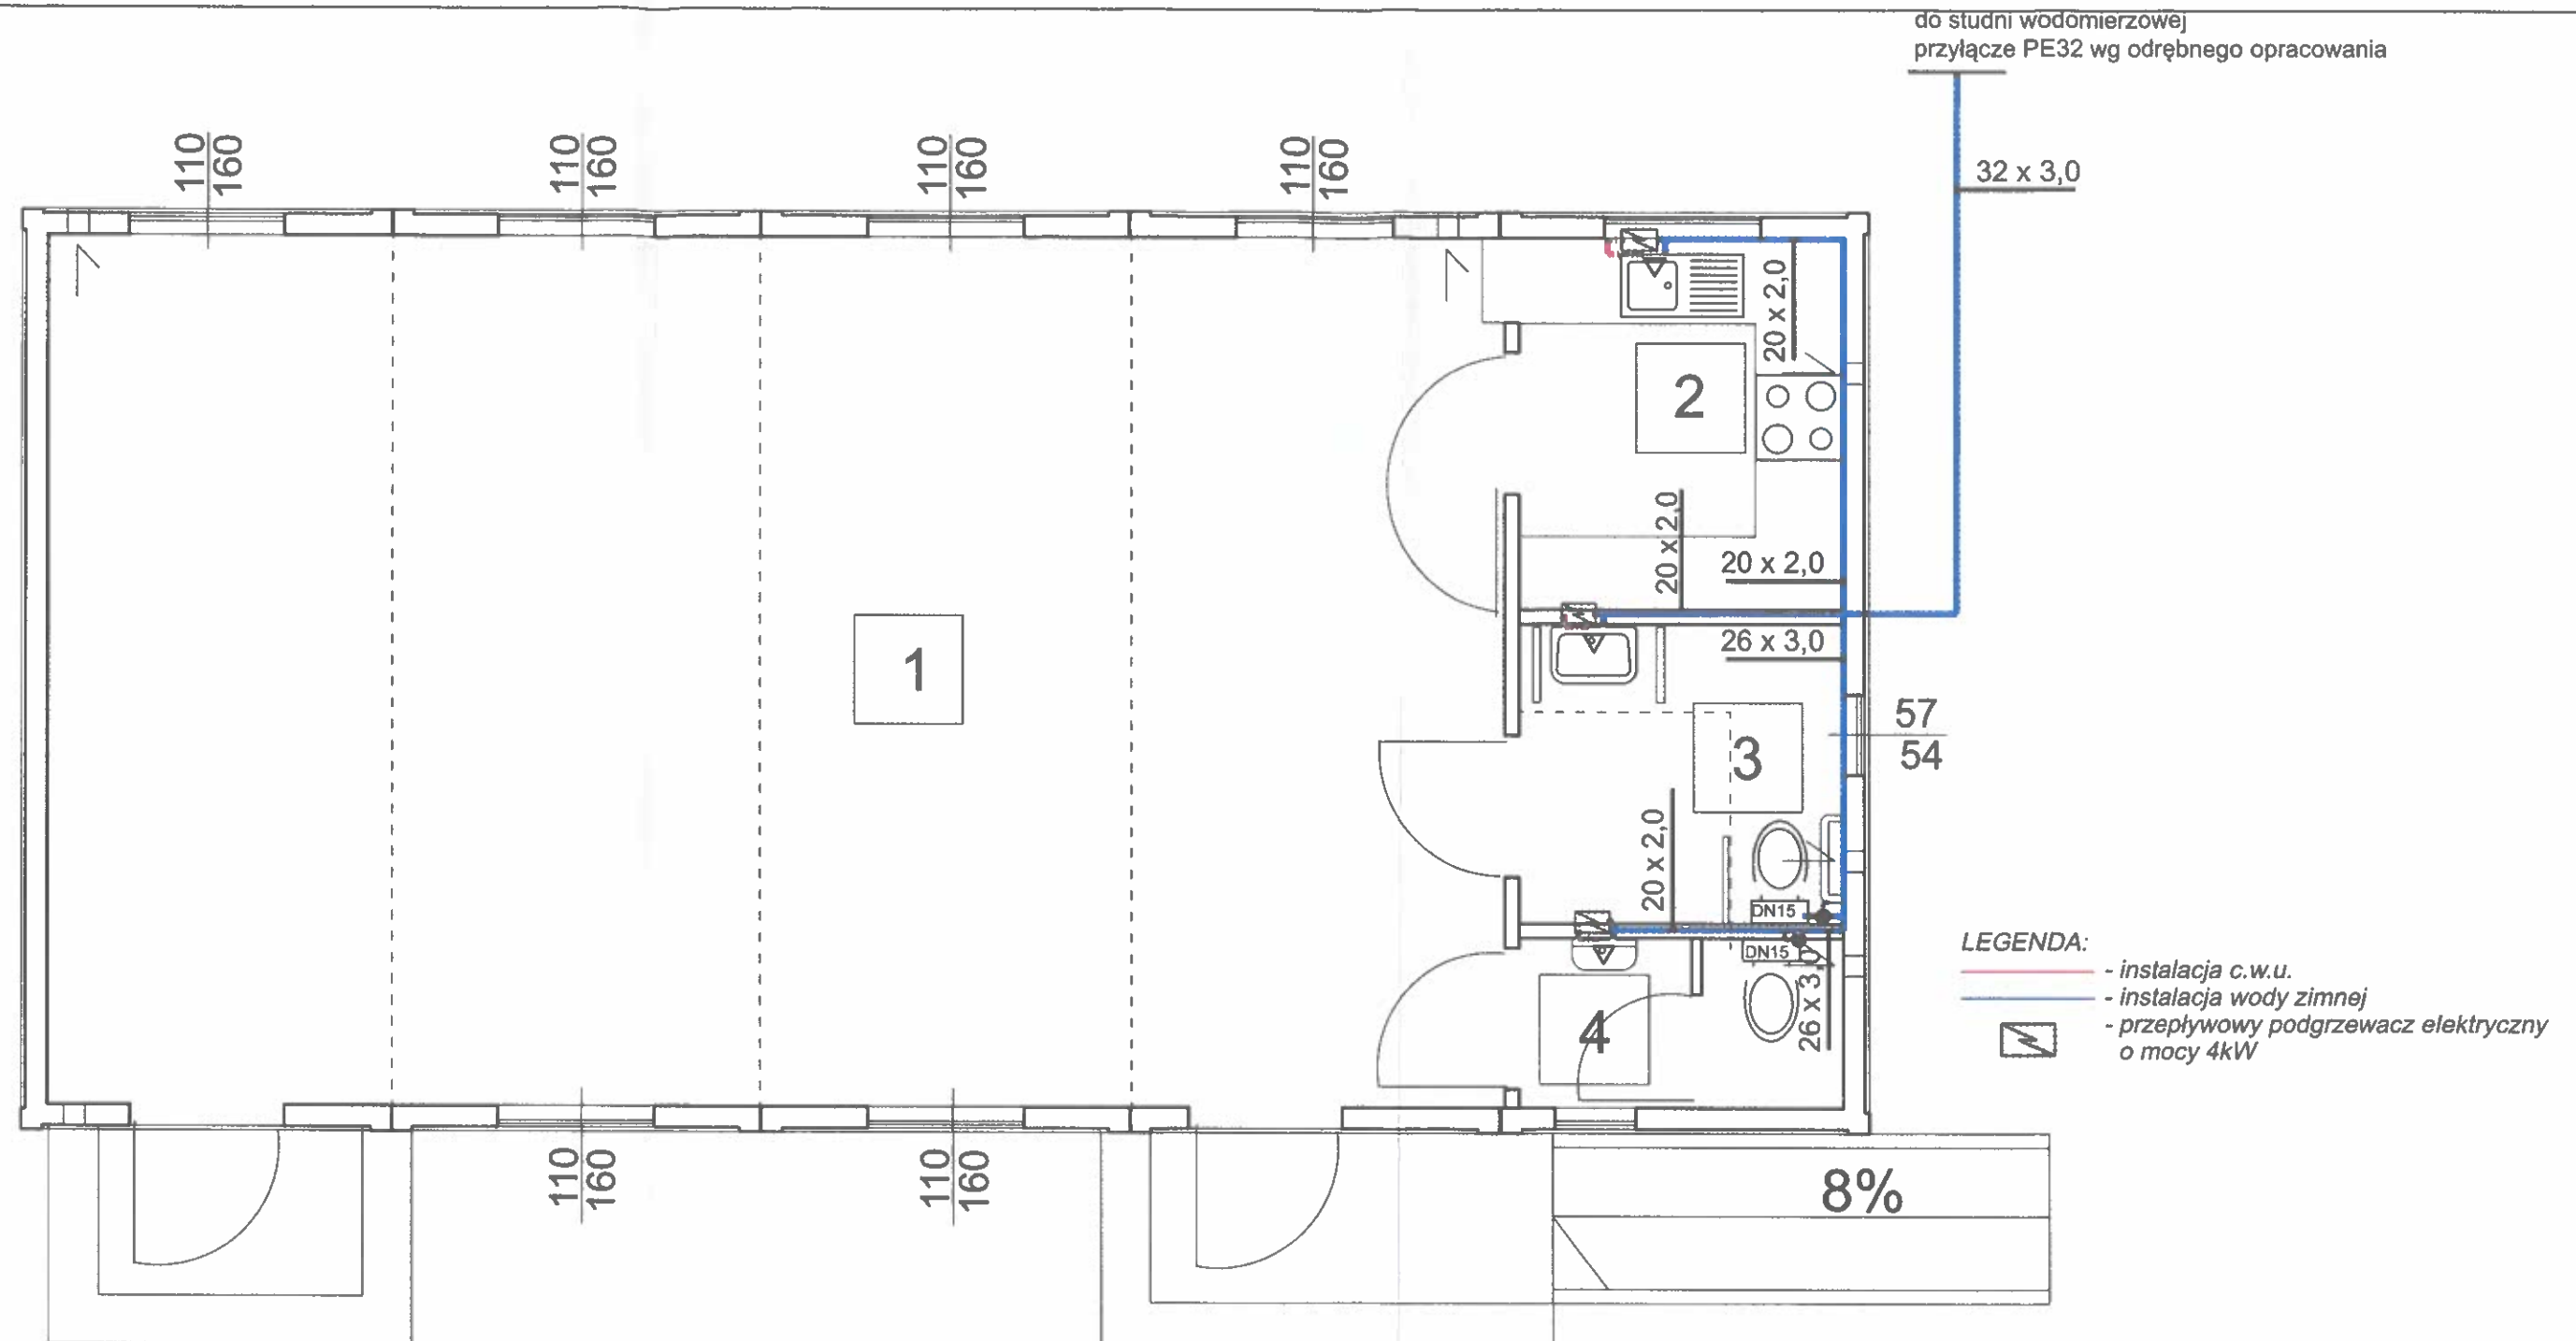 do studni wodomierzowej
przyłącze PE32 wg odrębnego opracowania
110
160
110
160
110
160
110
160
32 x 3,0
20 x 2,0
2
20 x 2,0
20 x 2,0
26 x 3,0
1
57
54
3
20 x 2,0
DN15
DN15
26 x 3,0
4
LEGENDA:
- instalacja c.w.u.
- instalacja wody zimnej
- przepływowy podgrzewacz elektryczny
o mocy 4kW
110
160
110
160
8%